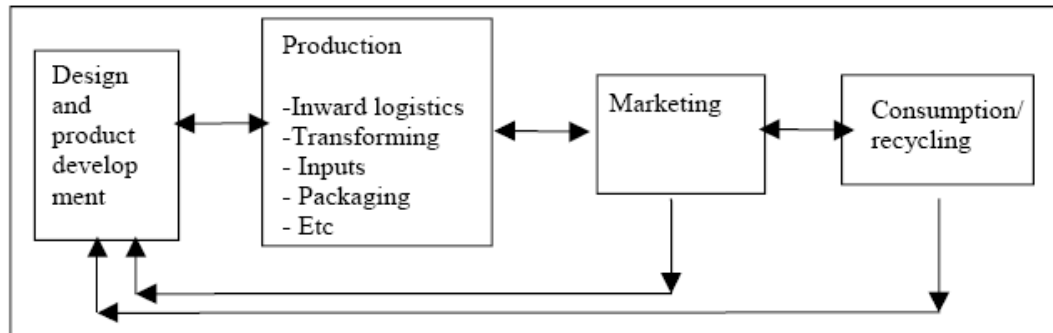 Design
and
product
develop
ment
Production
-Inward logistics
-Transforming
- Inputs
- Packaging
- Etc
Marketing
Consumption/
recycling